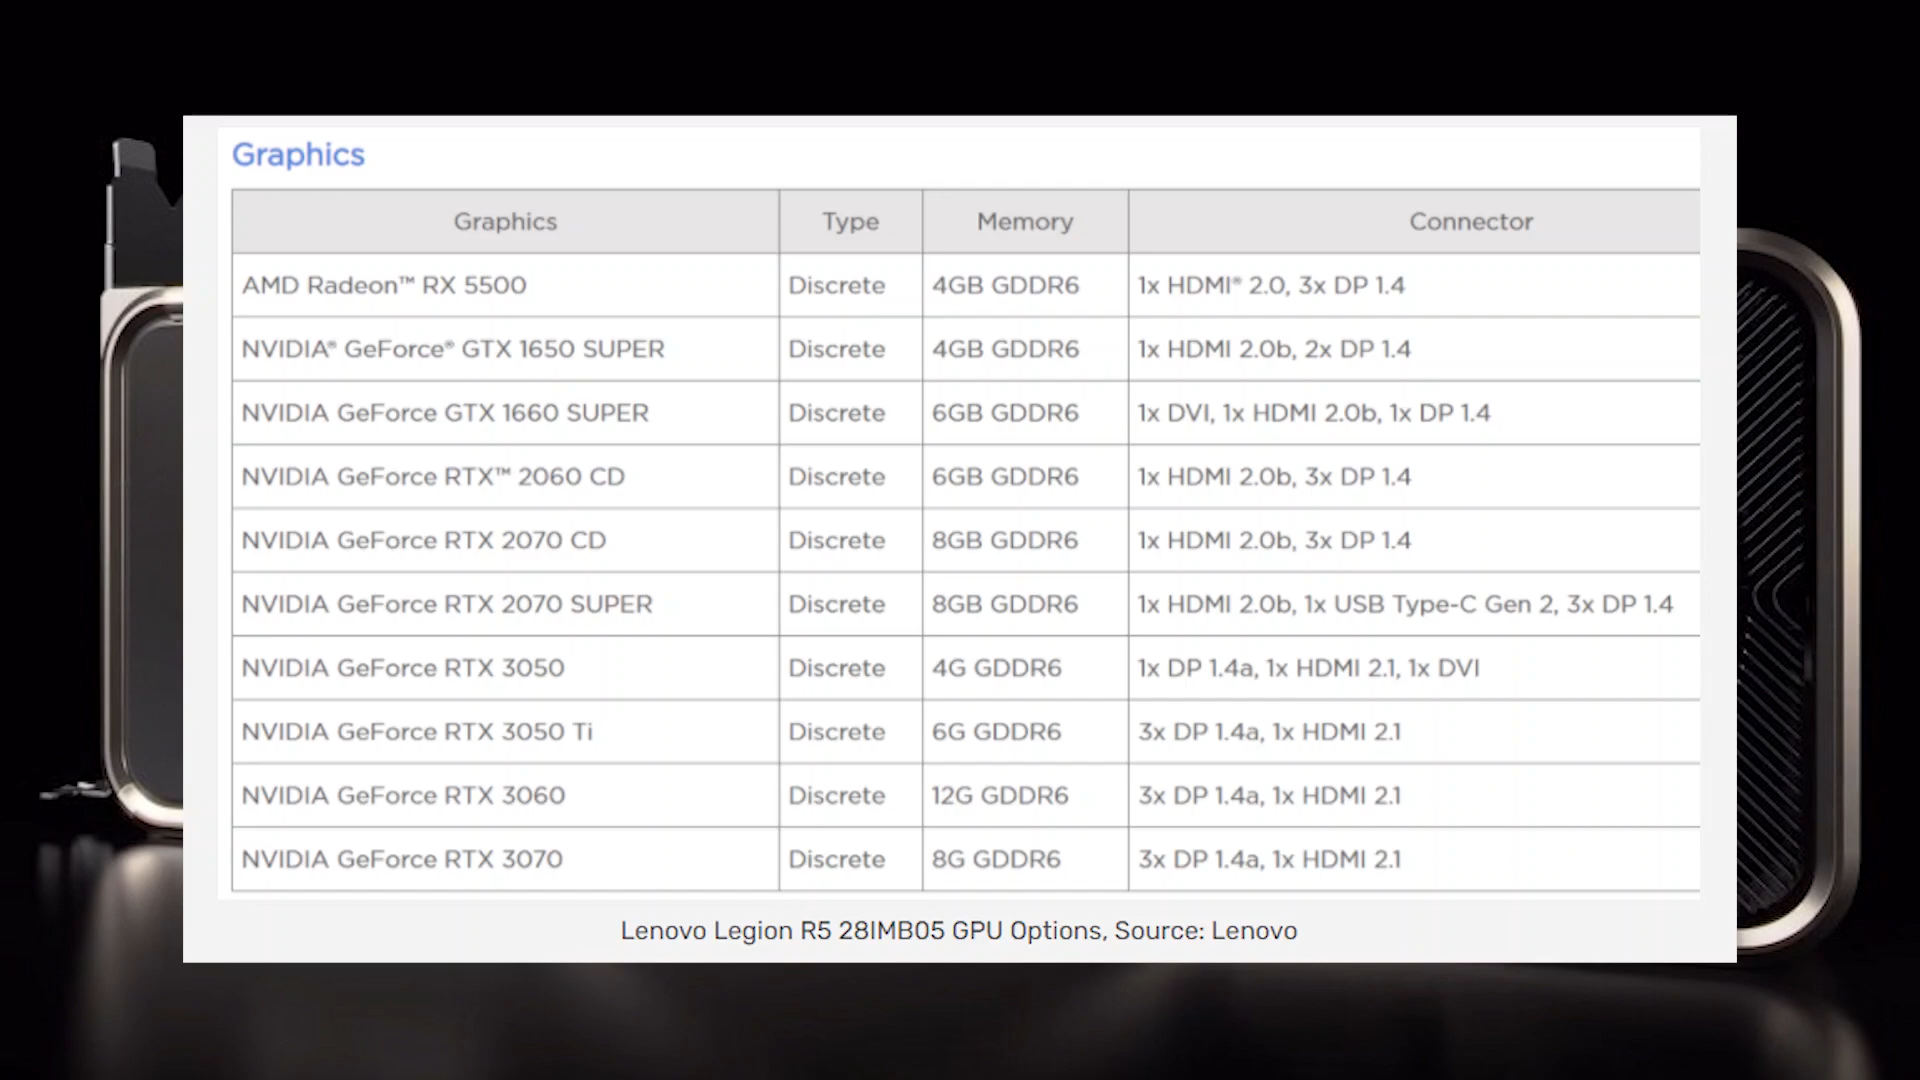 Graphics
Graphics Type Memory Connector
AMD Radeon™ RX 5500 Discrete 4GB GDDR6 1x HDMI® 2.0, 3x DP 1.4
NVIDIA® GeForce® GTX 1650 SUPER Discrete 4GB GDDR6 1x HDMI 2.0b, 2x DP 1.4
NVIDIA GeForce GTX 1660 SUPER Discrete 6GB GDDR6 1x DVI, 1x HDMI 2.0b, 1x DP 1.4
NVIDIA GeForce RTX™ 2060 CD Discrete 6GB GDDR6 1x HDMI 2.0b, 3x DP 1.4
NVIDIA GeForce RTX 2070 CD Discrete 8GB GDDR6 1x HDMI 2.0b, 3x DP 1.4
NVIDIA GeForce RTX 2070 SUPER Discrete 8GB GDDR6 1x HDMI 2.0b, 1x USB Type-C Gen 2, 3x DP 1.4
NVIDIA GeForce RTX 3050 Discrete 4G GDDR6 1x DP 1.4a, 1x HDMI 2.1, 1x DVI
NVIDIA GeForce RTX 3050 Ti Discrete 6G GDDR6 3x DP 1.4a, 1x HDMI 2.1
NVIDIA GeForce RTX 3060 Discrete 12G GDDR6 3x DP 1.4a, 1x HDMI 2.1
NVIDIA GeForce RTX 3070 Discrete 8G GDDR6 3x DP 1.4a, 1x HDMI 2.1
Lenovo Legion R5 28IMB05 GPU Options, Source: Lenovo